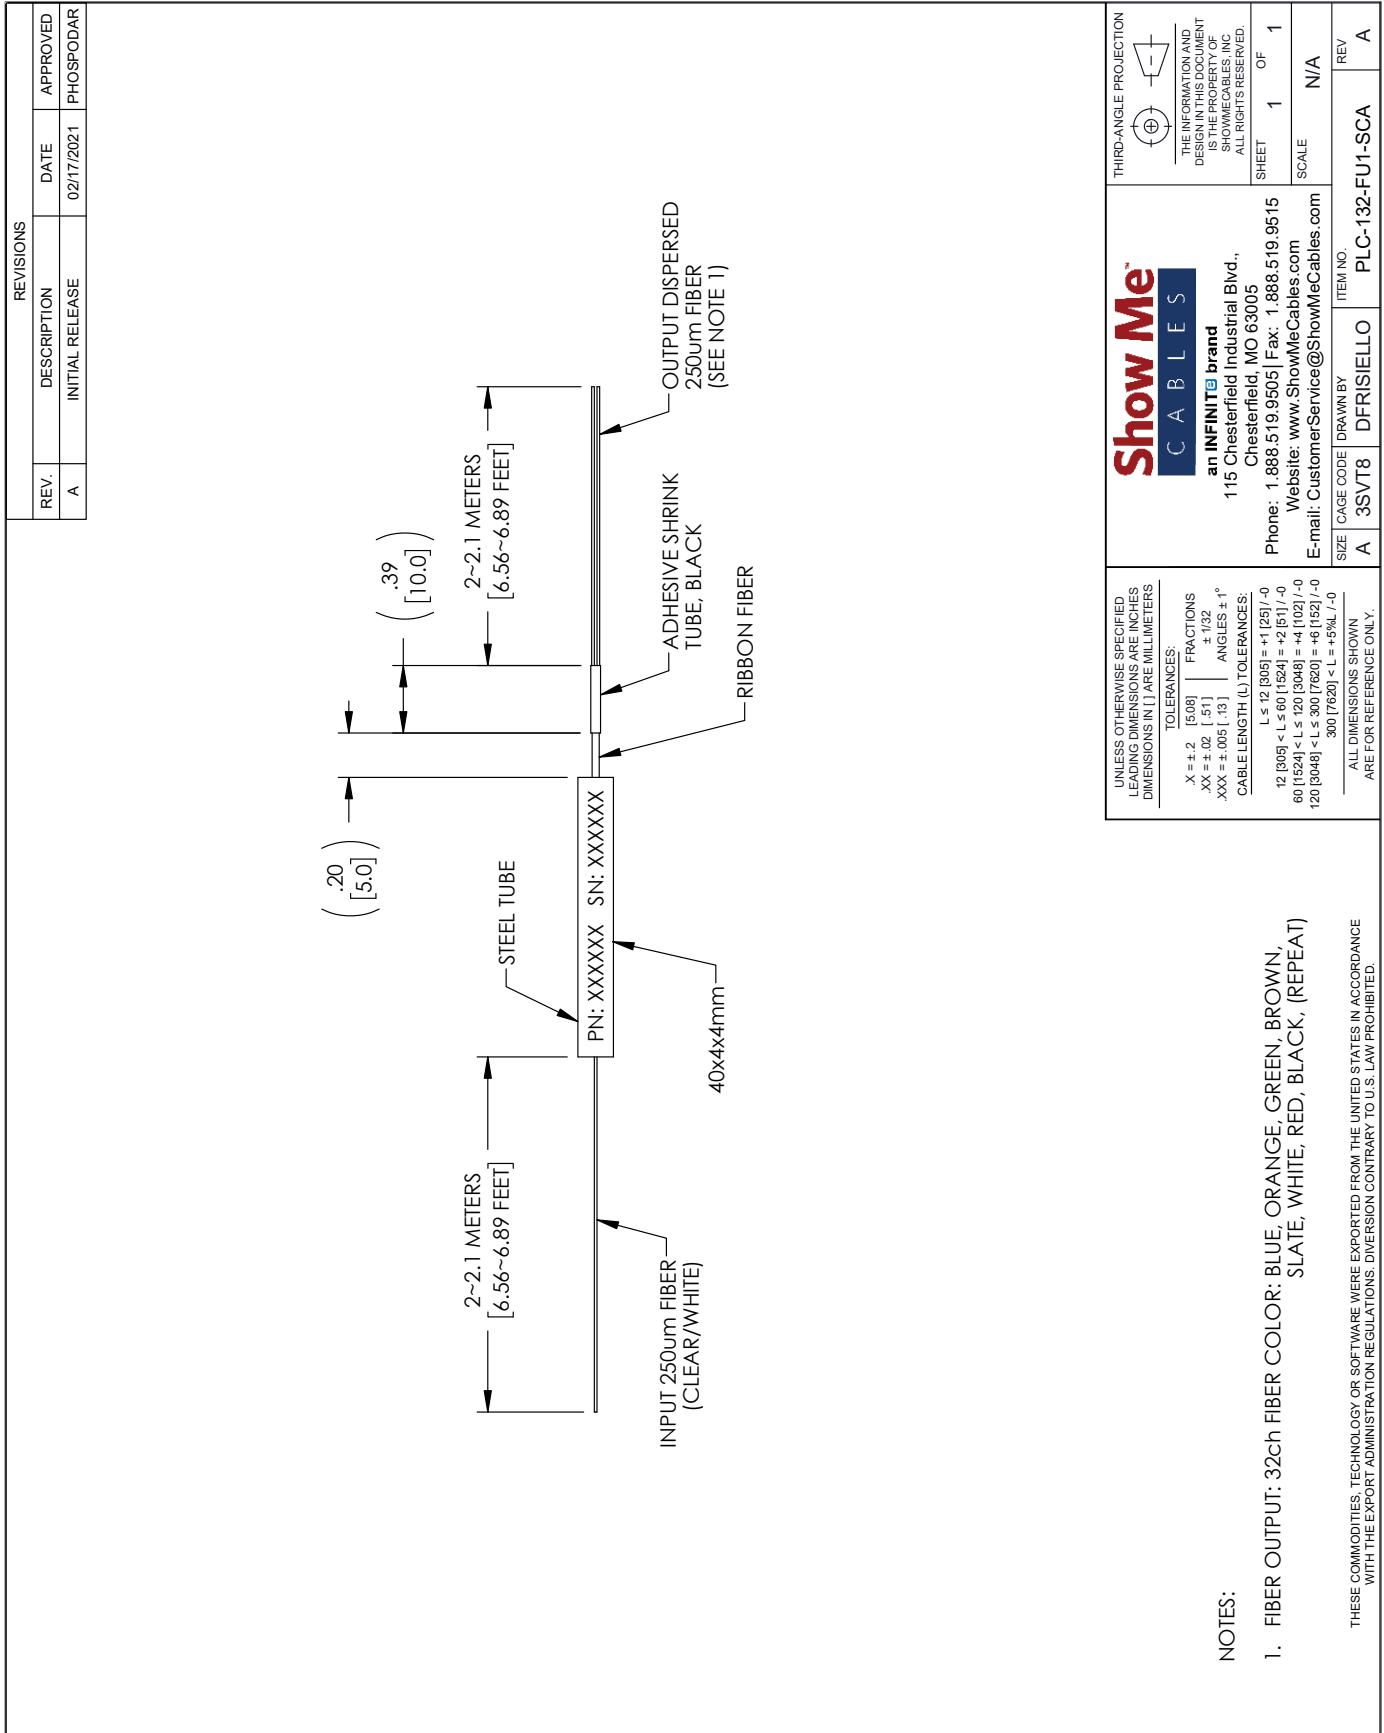 REVISIONS
REV. DESCRIPTION DATE APPROVED
A INITIAL RELEASE 02/17/2021 PHOSPODAR
.20
[5.0]
.39
[10.0]
2~2.1 METERS
[6.56~6.89 FEET]
2~2.1 METERS
[6.56~6.89 FEET]
STEEL TUBE
PN: XXXXXX SN: XXXXXX
INPUT 250um FIBER
(CLEAR/WHITE)
40x4x4mm
RIBBON FIBER
ADHESIVE SHRINK
TUBE, BLACK
OUTPUT DISPERSED
250um FIBER
(SEE NOTE 1)
NOTES:
1. FIBER OUTPUT: 32ch FIBER COLOR: BLUE, ORANGE, GREEN, BROWN,
SLATE, WHITE, RED, BLACK, (REPEAT)
THESE COMMODITIES, TECHNOLOGY OR SOFTWARE WERE EXPORTED FROM THE UNITED STATES IN ACCORDANCE
WITH THE EXPORT ADMINISTRATION REGULATIONS. DIVERSION CONTRARY TO U.S. LAW PROHIBITED.
UNLESS OTHERWISE SPECIFIED
LEADING DIMENSIONS ARE INCHES
DIMENSIONS IN [ ] ARE MILLIMETERS
TOLERANCES:
.X = ± .2 [5.08] FRACTIONS
.XX = ± .02 [ .51] ± 1/32
.XXX = ± .005 [ .13 ] ANGLES ± 1°
CABLE LENGTH (L) TOLERANCES:
L ≤ 12 [305] = +1 [25] / -0
12 [305] < L ≤ 60 [1524] = +2 [51] / -0
60 [1524] < L ≤ 120 [3048] = +4 [102] / -0
120 [3048] < L ≤ 300 [7620] = +6 [152] / -0
300 [7620] < L = +5%L / -0
ALL DIMENSIONS SHOWN
ARE FOR REFERENCE ONLY.
Show Me™
CABLES
an INFINITE brand
115 Chesterfield Industrial Blvd.,
Chesterfield, MO 63005
Phone: 1.888.519.9505 | Fax: 1.888.519.9515
Website: www.ShowMeCables.com
E-mail: CustomerService@ShowMeCables.com
THIRD-ANGLE PROJECTION
THE INFORMATION AND
DESIGN IN THIS DOCUMENT
IS THE PROPERTY OF
SHOWMECABLES, INC
ALL RIGHTS RESERVED.
SHEET 1 OF 1
SCALE N/A
SIZE CAGE CODE DRAWN BY ITEM NO. REV
A 3SVT8 DFRISIELLO PLC-132-FU1-SCA A